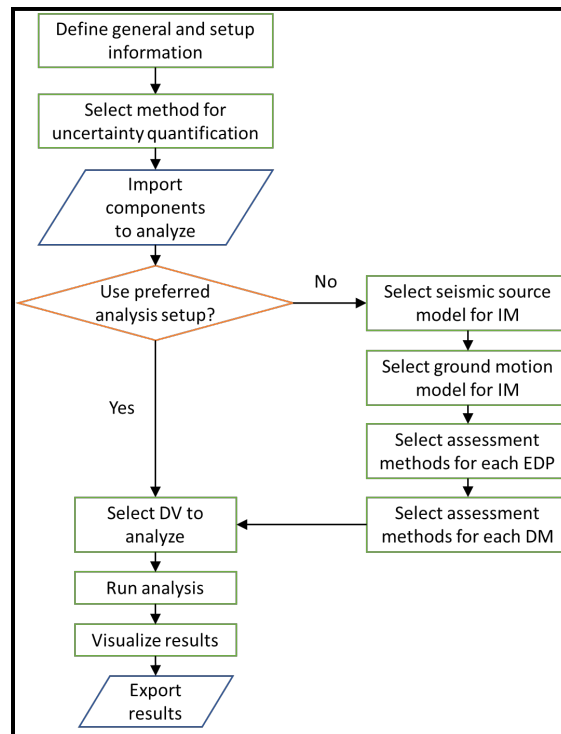 Define general and setup
information
Select method for
uncertainty quantification
Import
components
to analyze
Use preferred
analysis setup?
No
Select seismic source
model for IM
Select ground motion
model for IM
Select assessment
methods for each EDP
Select assessment
methods for each DM
Yes
Select DV to
analyze
Run analysis
Visualize results
Export
results